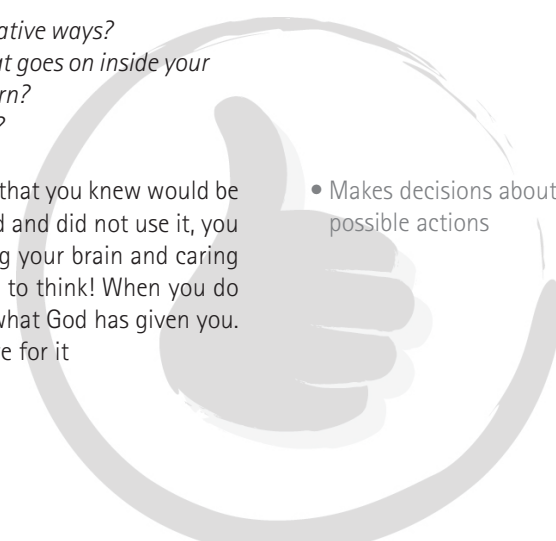 ative ways?
at goes on inside your
rn?
?
that you knew would be
d and did not use it, you
g your brain and caring
to think! When you do
what God has given you.
e for it
• Makes decisions about
possible actions